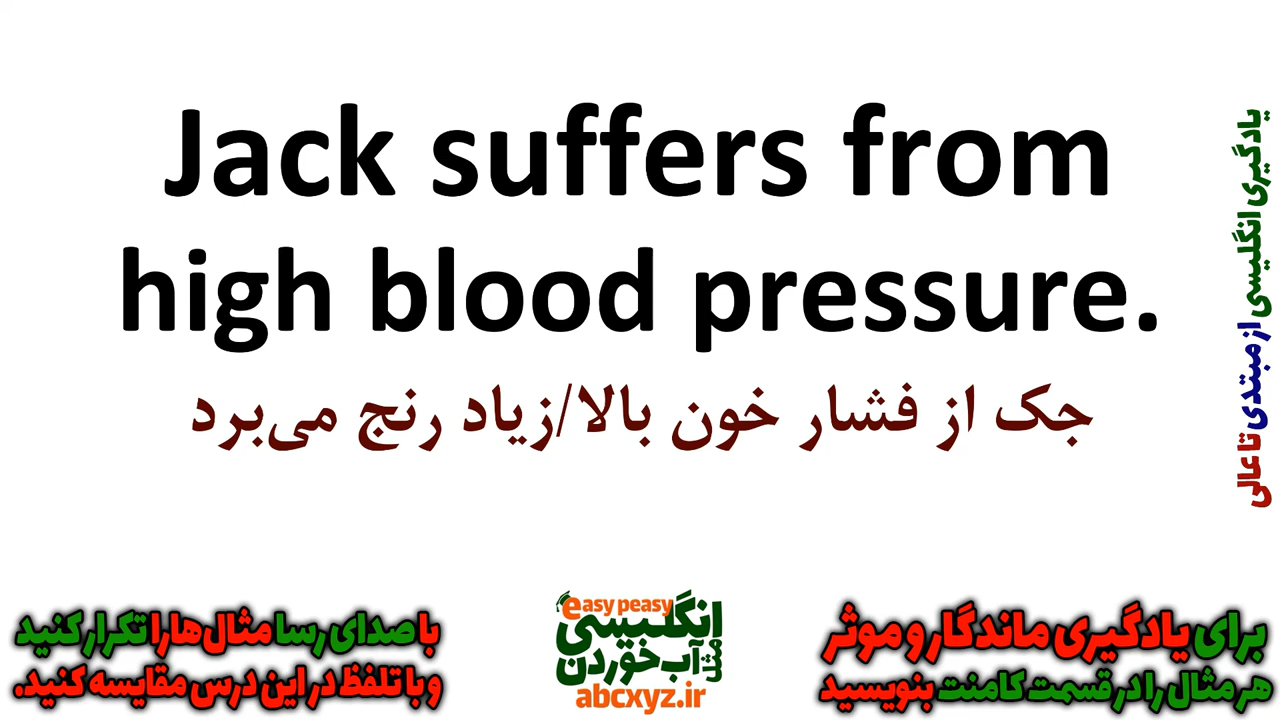 Jack suffers from
high blood pressure.
جک از فشار خون بالا/زیاد رنج می‌برد
یادگیری انگلیسی از مبتدی تا عالی
برای یادگیری ماندگار و موثر
هر مثال را در قسمت کامنت بنویسید
easy peasy
انگلیسی
مثل
آب خوردن
abcxyz.ir
با صدای رسا مثال‌ها را تکرار کنید
و با تلفظ در این درس مقایسه کنید.